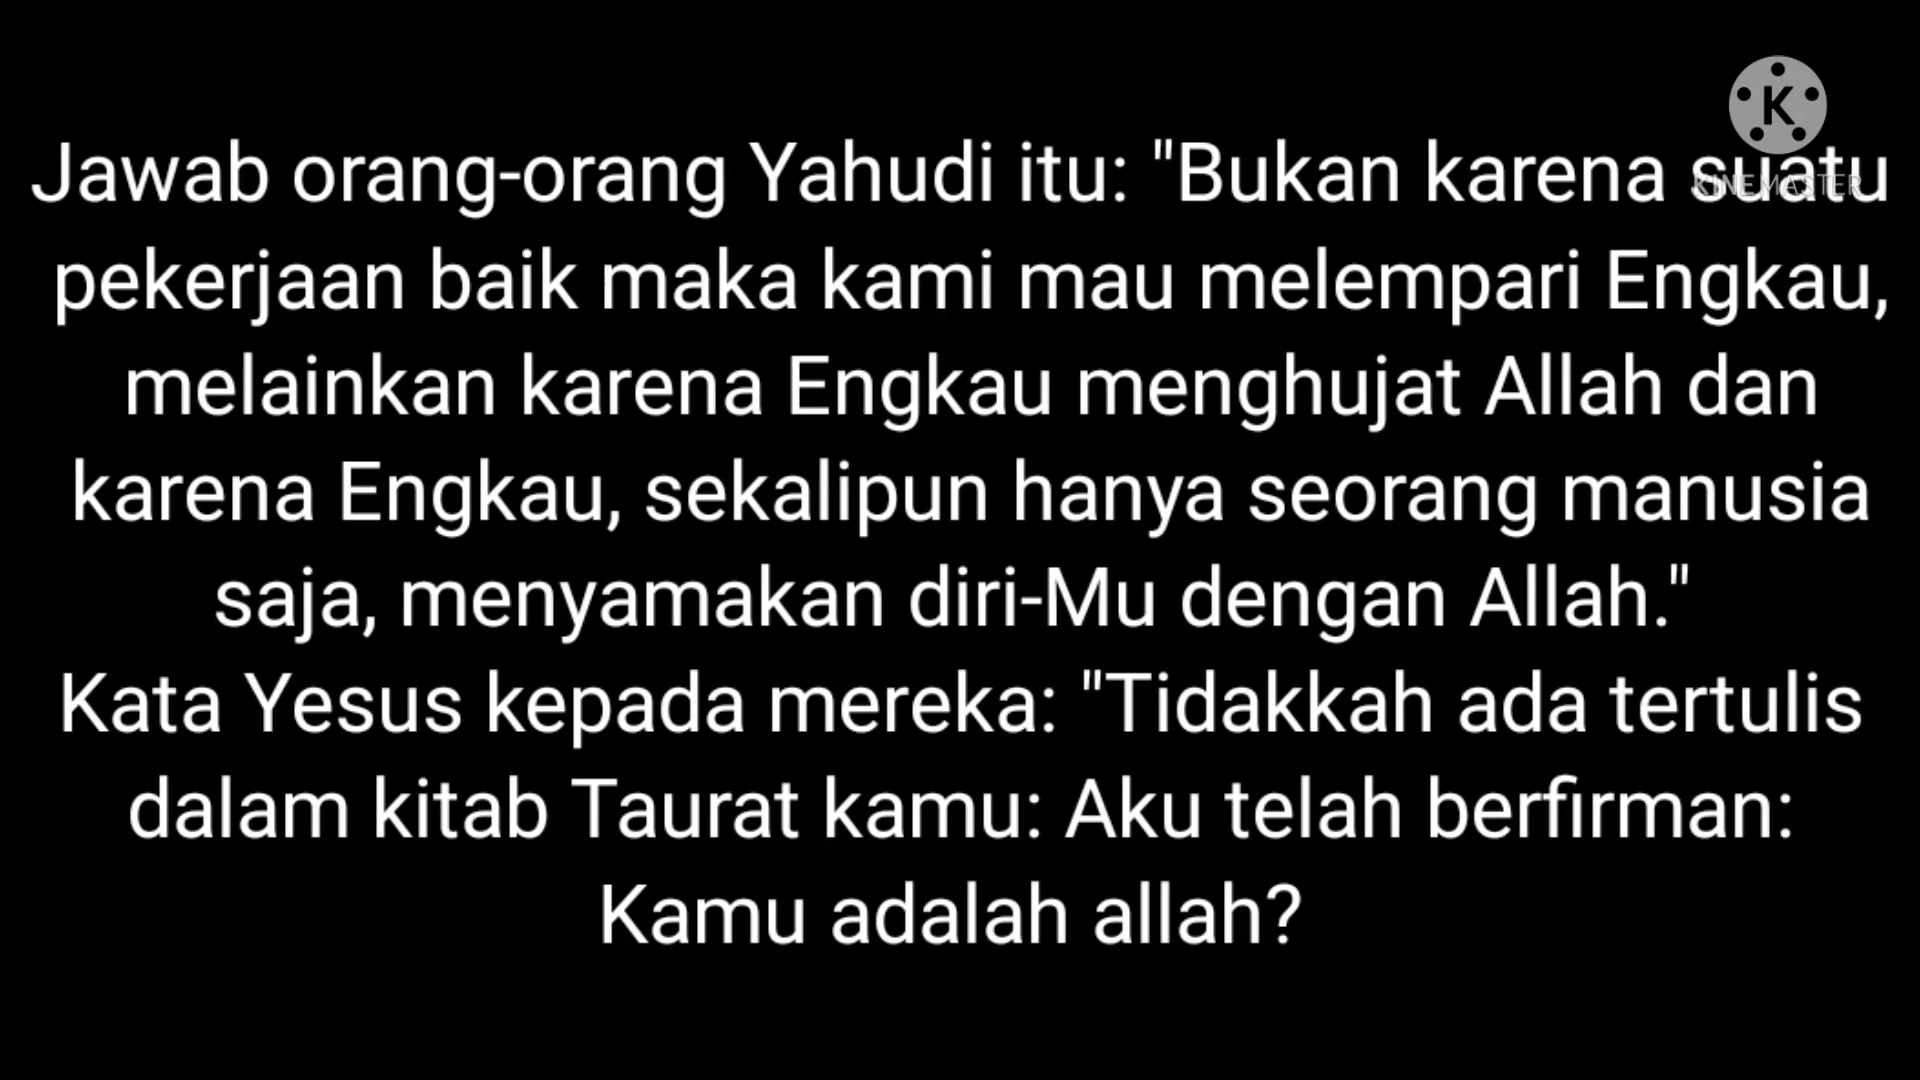 Jawab orang-orang Yahudi itu: "Bukan karena suatu
pekerjaan baik maka kami mau melempari Engkau,
melainkan karena Engkau menghujat Allah dan
karena Engkau, sekalipun hanya seorang manusia
saja, menyamakan diri-Mu dengan Allah."
Kata Yesus kepada mereka: "Tidakkah ada tertulis
dalam kitab Taurat kamu: Aku telah berfirman:
Kamu adalah allah?
K
KINEMASTER